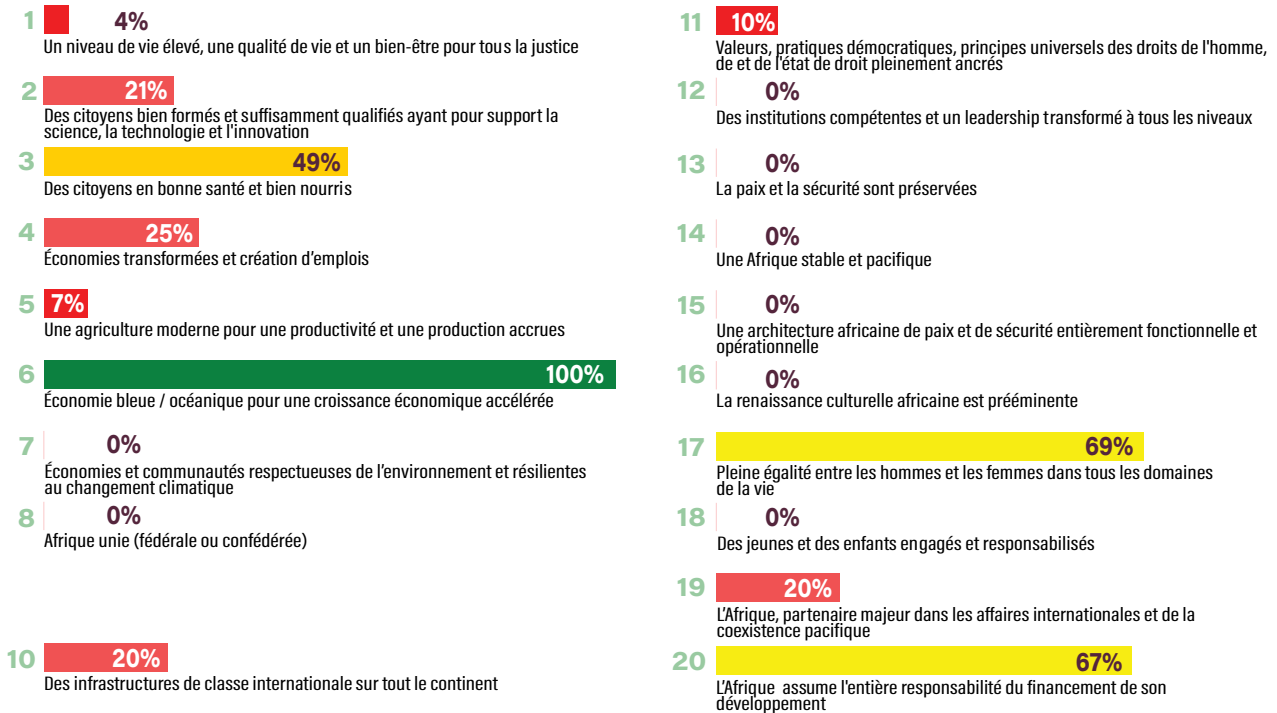 1
4%
Un niveau de vie élevé, une qualité de vie et un bien-être pour tous la justice
2
21%
Des citoyens bien formés et suffisamment qualifiés ayant pour support la
science, la technologie et l'innovation
3
49%
Des citoyens en bonne santé et bien nourris
4
25%
Économies transformées et création d’emplois
5
7%
Une agriculture moderne pour une productivité et une production accrues
6
100%
Économie bleue / océanique pour une croissance économique accélérée
7
0%
Économies et communautés respectueuses de l’environnement et résilientes
au changement climatique
8
0%
Afrique unie (fédérale ou confédérée)
10
20%
Des infrastructures de classe internationale sur tout le continent
11
10%
Valeurs, pratiques démocratiques, principes universels des droits de l'homme,
de et de l'état de droit pleinement ancrés
12
0%
Des institutions compétentes et un leadership transformé à tous les niveaux
13
0%
La paix et la sécurité sont préservées
14
0%
Une Afrique stable et pacifique
15
0%
Une architecture africaine de paix et de sécurité entièrement fonctionnelle et
opérationnelle
16
0%
La renaissance culturelle africaine est prééminente
17
69%
Pleine égalité entre les hommes et les femmes dans tous les domaines
de la vie
18
0%
Des jeunes et des enfants engagés et responsabilisés
19
20%
L’Afrique, partenaire majeur dans les affaires internationales et de la
coexistence pacifique
20
67%
L’Afrique assume l'entière responsabilité du financement de son
développement